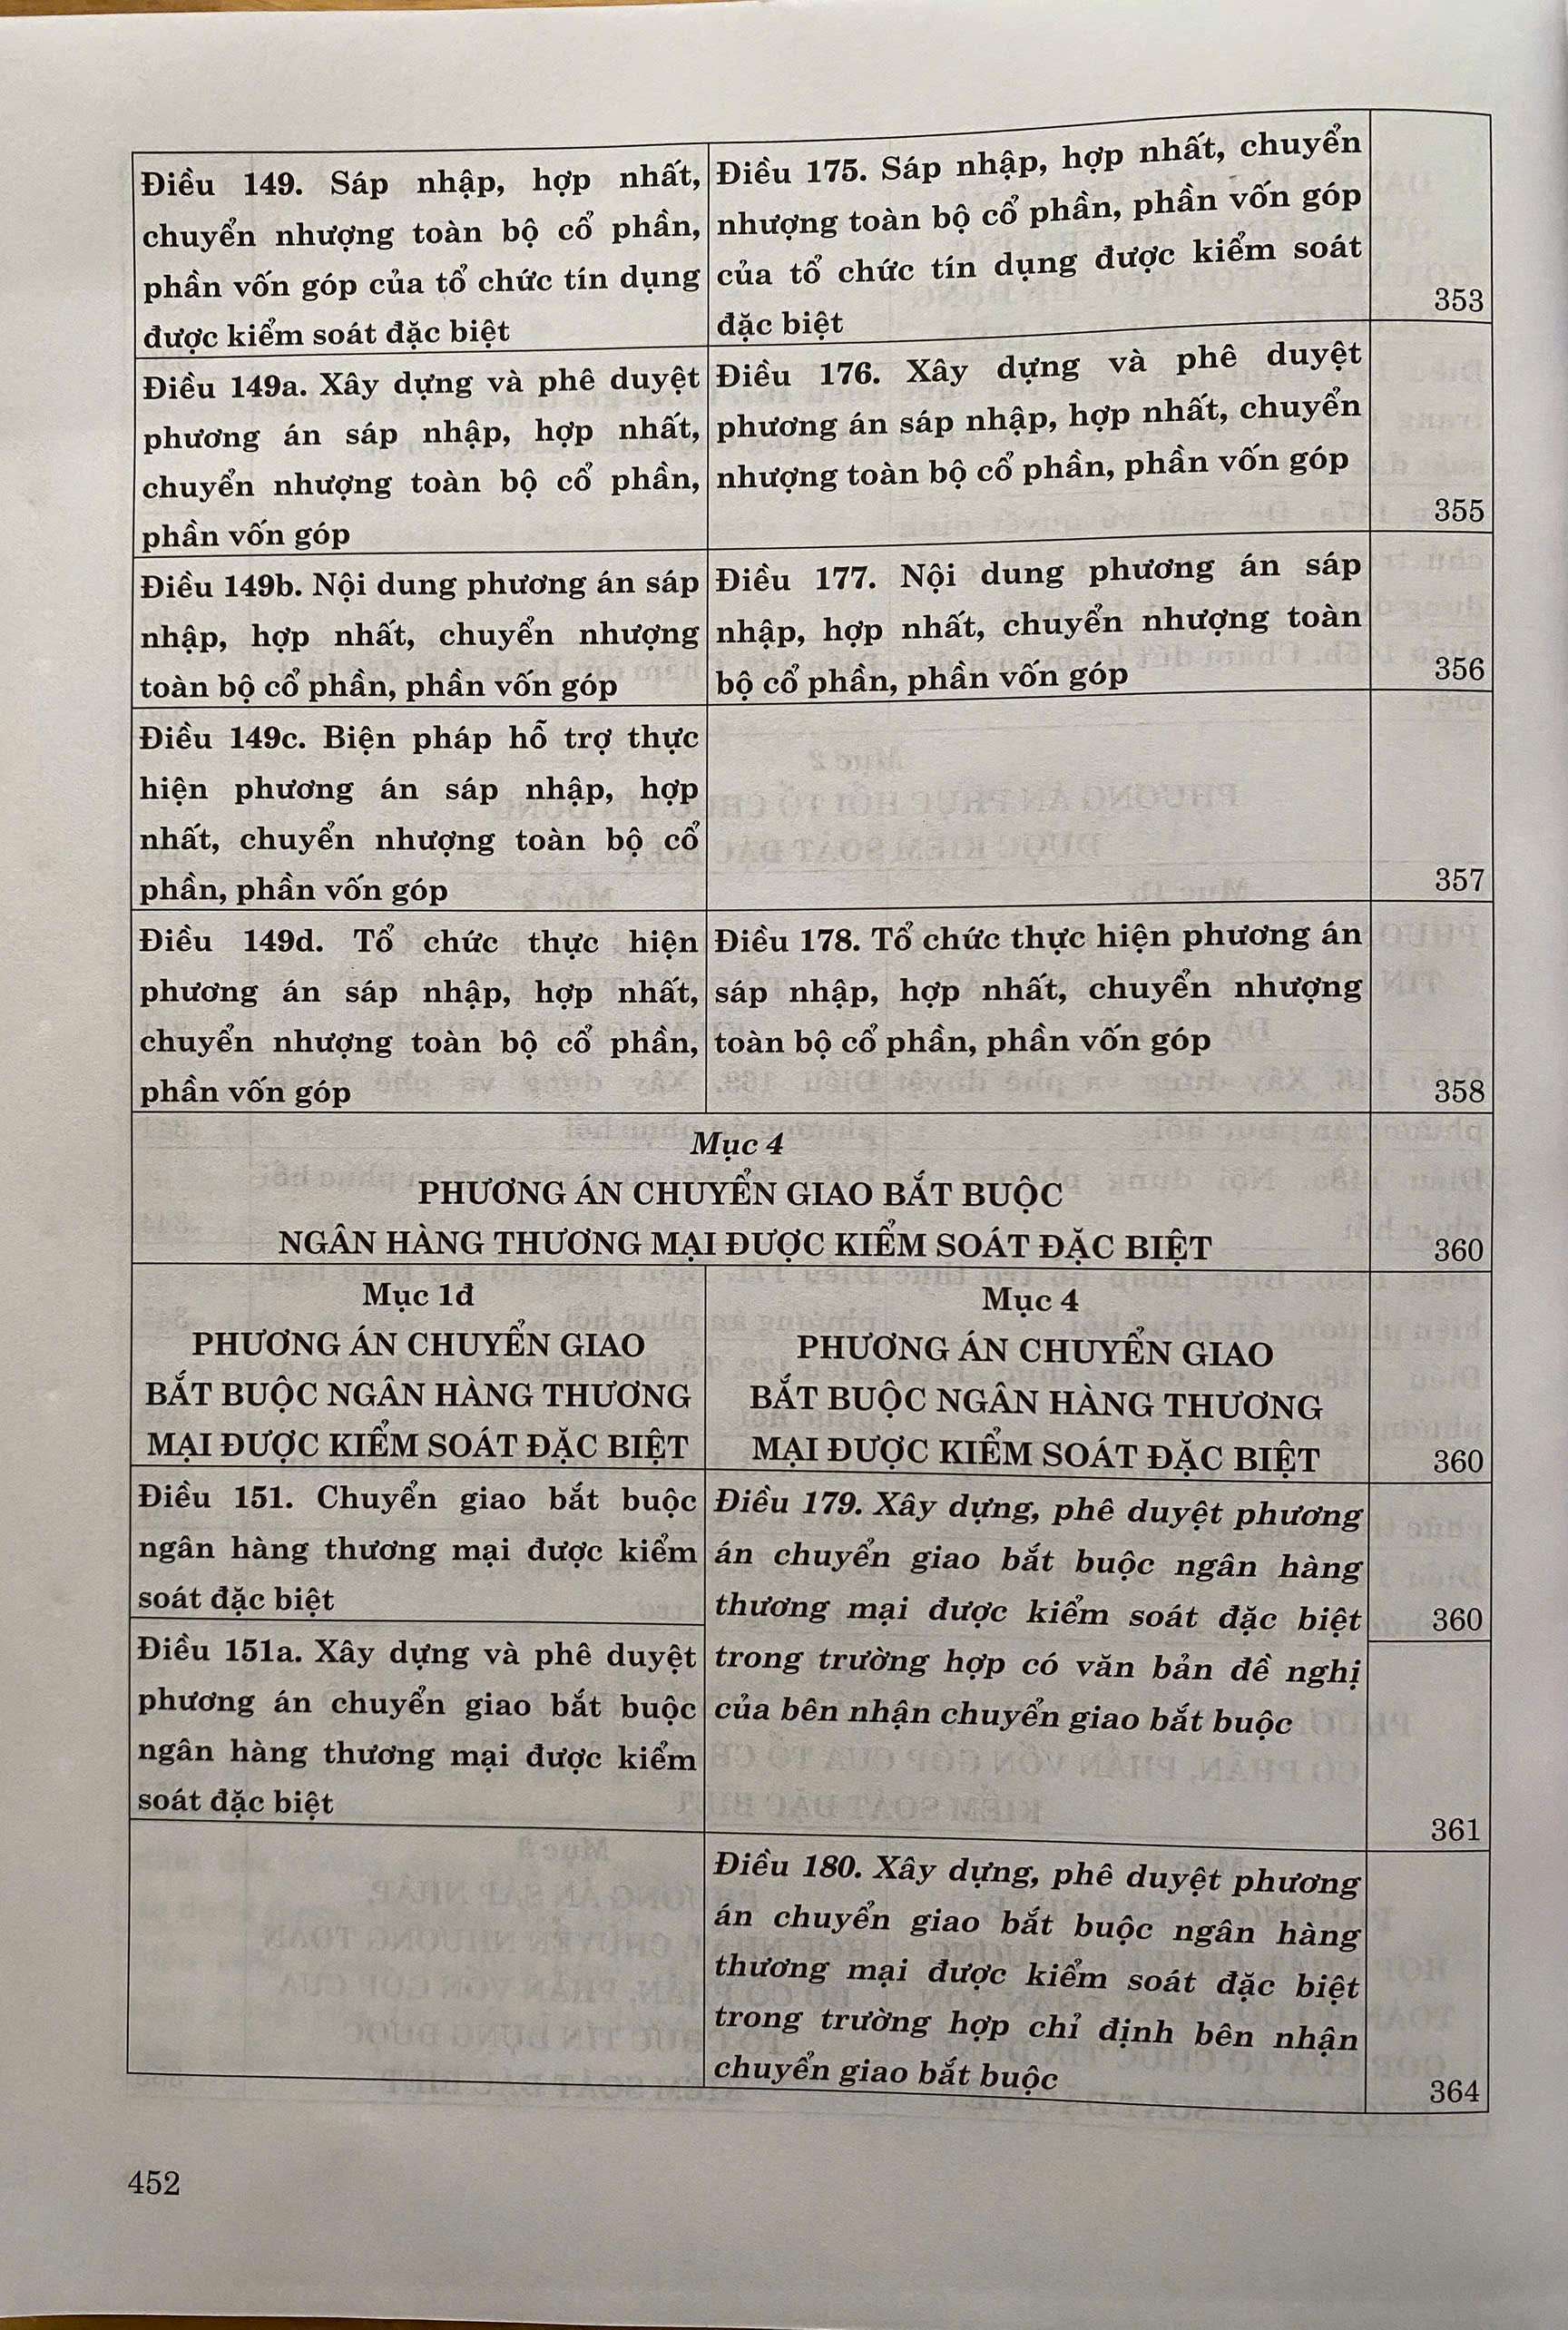 Điều 149. Sáp nhập, hợp nhất,
chuyển nhượng toàn bộ cổ phần,
phần vốn góp của tổ chức tín dụng
được kiểm soát đặc biệt
Điều 175. Sáp nhập, hợp nhất, chuyển
nhượng toàn bộ cổ phần, phần vốn góp
của tổ chức tín dụng được kiểm soát
đặc biệt
353
Điều 149a. Xây dựng và phê duyệt
phương án sáp nhập, hợp nhất,
chuyển nhượng toàn bộ cổ phần,
phần vốn góp
Điều 176. Xây dựng và phê duyệt
phương án sáp nhập, hợp nhất, chuyển
nhượng toàn bộ cổ phần, phần vốn góp
355
Điều 149b. Nội dung phương án sáp
nhập, hợp nhất, chuyển nhượng
toàn bộ cổ phần, phần vốn góp
Điều 177. Nội dung phương án sáp
nhập, hợp nhất, chuyển nhượng toàn
bộ cổ phần, phần vốn góp
356
Điều 149c. Biện pháp hỗ trợ thực
hiện phương án sáp nhập, hợp
nhất, chuyển nhượng toàn bộ cổ
phần, phần vốn góp
357
Điều 149d. Tổ chức thực hiện
phương án sáp nhập, hợp nhất,
chuyển nhượng toàn bộ cổ phần,
phần vốn góp
Điều 178. Tổ chức thực hiện phương án
sáp nhập, hợp nhất, chuyển nhượng
toàn bộ cổ phần, phần vốn góp
358
Mục 4
PHƯƠNG ÁN CHUYỂN GIAO BẮT BUỘC
NGÂN HÀNG THƯƠNG MẠI ĐƯỢC KIỂM SOÁT ĐẶC BIỆT
360
Mục 1đ
PHƯƠNG ÁN CHUYỂN GIAO
BẮT BUỘC NGÂN HÀNG THƯƠNG
MẠI ĐƯỢC KIỂM SOÁT ĐẶC BIỆT
Mục 4
PHƯƠNG ÁN CHUYỂN GIAO
BẮT BUỘC NGÂN HÀNG THƯƠNG
MẠI ĐƯỢC KIỂM SOÁT ĐẶC BIỆT
360
Điều 151. Chuyển giao bắt buộc
ngân hàng thương mại được kiểm
soát đặc biệt
Điều 179. Xây dựng, phê duyệt phương
án chuyển giao bắt buộc ngân hàng
thương mại được kiểm soát đặc biệt
trong trường hợp có văn bản đề nghị
của bên nhận chuyển giao bắt buộc
360
Điều 151a. Xây dựng và phê duyệt
phương án chuyển giao bắt buộc
ngân hàng thương mại được kiểm
soát đặc biệt
361
Điều 180. Xây dựng, phê duyệt phương
án chuyển giao bắt buộc ngân hàng
thương mại được kiểm soát đặc biệt
trong trường hợp chỉ định bên nhận
chuyển giao bắt buộc
364
452